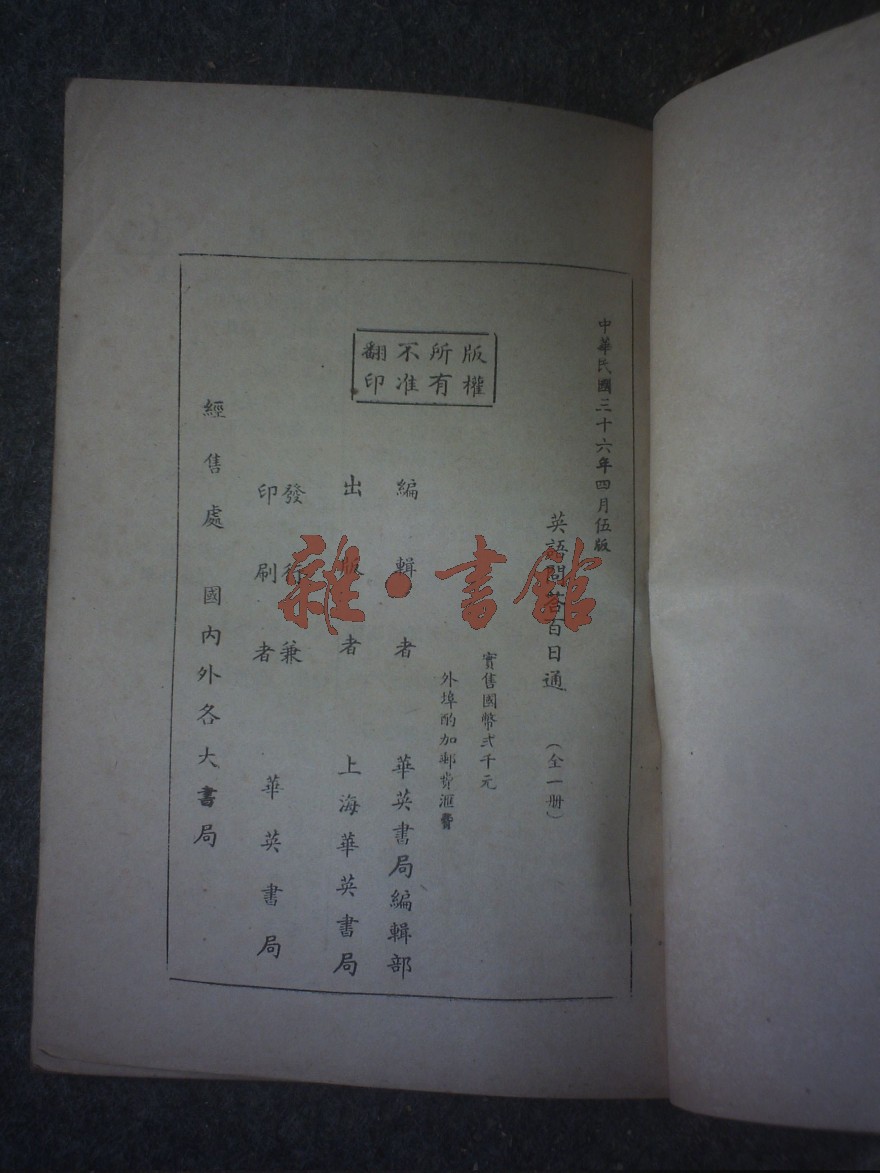 中華民國三十六年四月伍版
英語問答百日通 (全一冊)
實售國幣弍千元
外埠酌加郵費滙費
版權所有不准翻印
編輯者 華英書局編輯部
出版者 上海華英書局
發行兼印刷者 華英書局
經售處 國內外各大書局
雜·書館